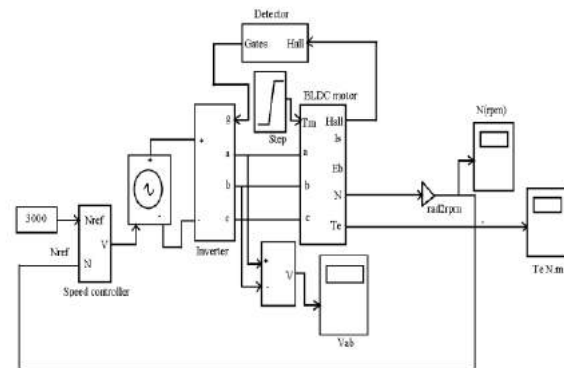 Detector
Gates Hall
BLDC motor
g
Step
Tm
Hall
Is
Eb
N
Te
a
b
c
+
-
a
b
c
Inverter
N(rpm)
rad2rpm
Te N.m
3000
Nref
V
N
Nref
Speed controller
+
-
V
Vab